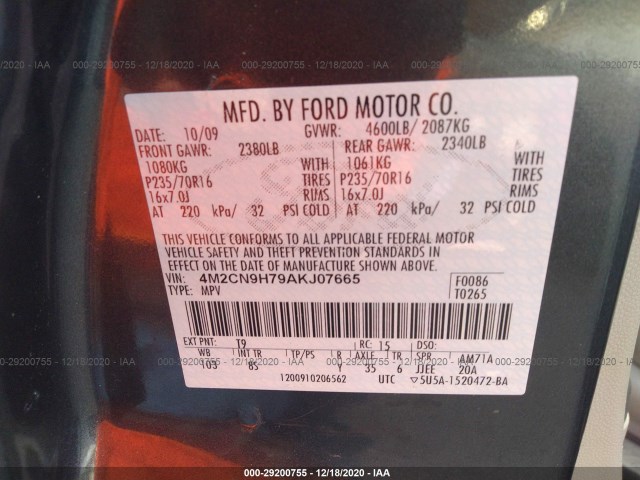 000-29200755 - 12/18/2020 - IAA
MFD. BY FORD MOTOR CO.
DATE: 10/09 GVWR: 4600LB/ 2087KG
FRONT GAWR: 2380LB REAR GAWR: 2340LB
1080KG WITH 1061KG WITH
P235/70R16 TIRES P235/70R16 TIRES
16x7.0J RIMS 16x7.0J RIMS
AT 220 kPa/ 32 PSI COLD AT 220 kPa/ 32 PSI COLD
THIS VEHICLE CONFORMS TO ALL APPLICABLE FEDERAL MOTOR
VEHICLE SAFETY AND THEFT PREVENTION STANDARDS IN
EFFECT ON THE DATE OF MANUFACTURE SHOWN ABOVE.
VIN: 4M2CN9H79AKJ07665 F0086
TYPE: MPV T0265
EXT PNT: T9 RC: 15 DSO:
WB INT TR TP/PS R AXLE TR SPR AM71A
103 85 V 35 6 JJEE 20A
1200910206562 UTC 5U5A-1520472-BA
000-29200755 - 12/18/2020 - IAA